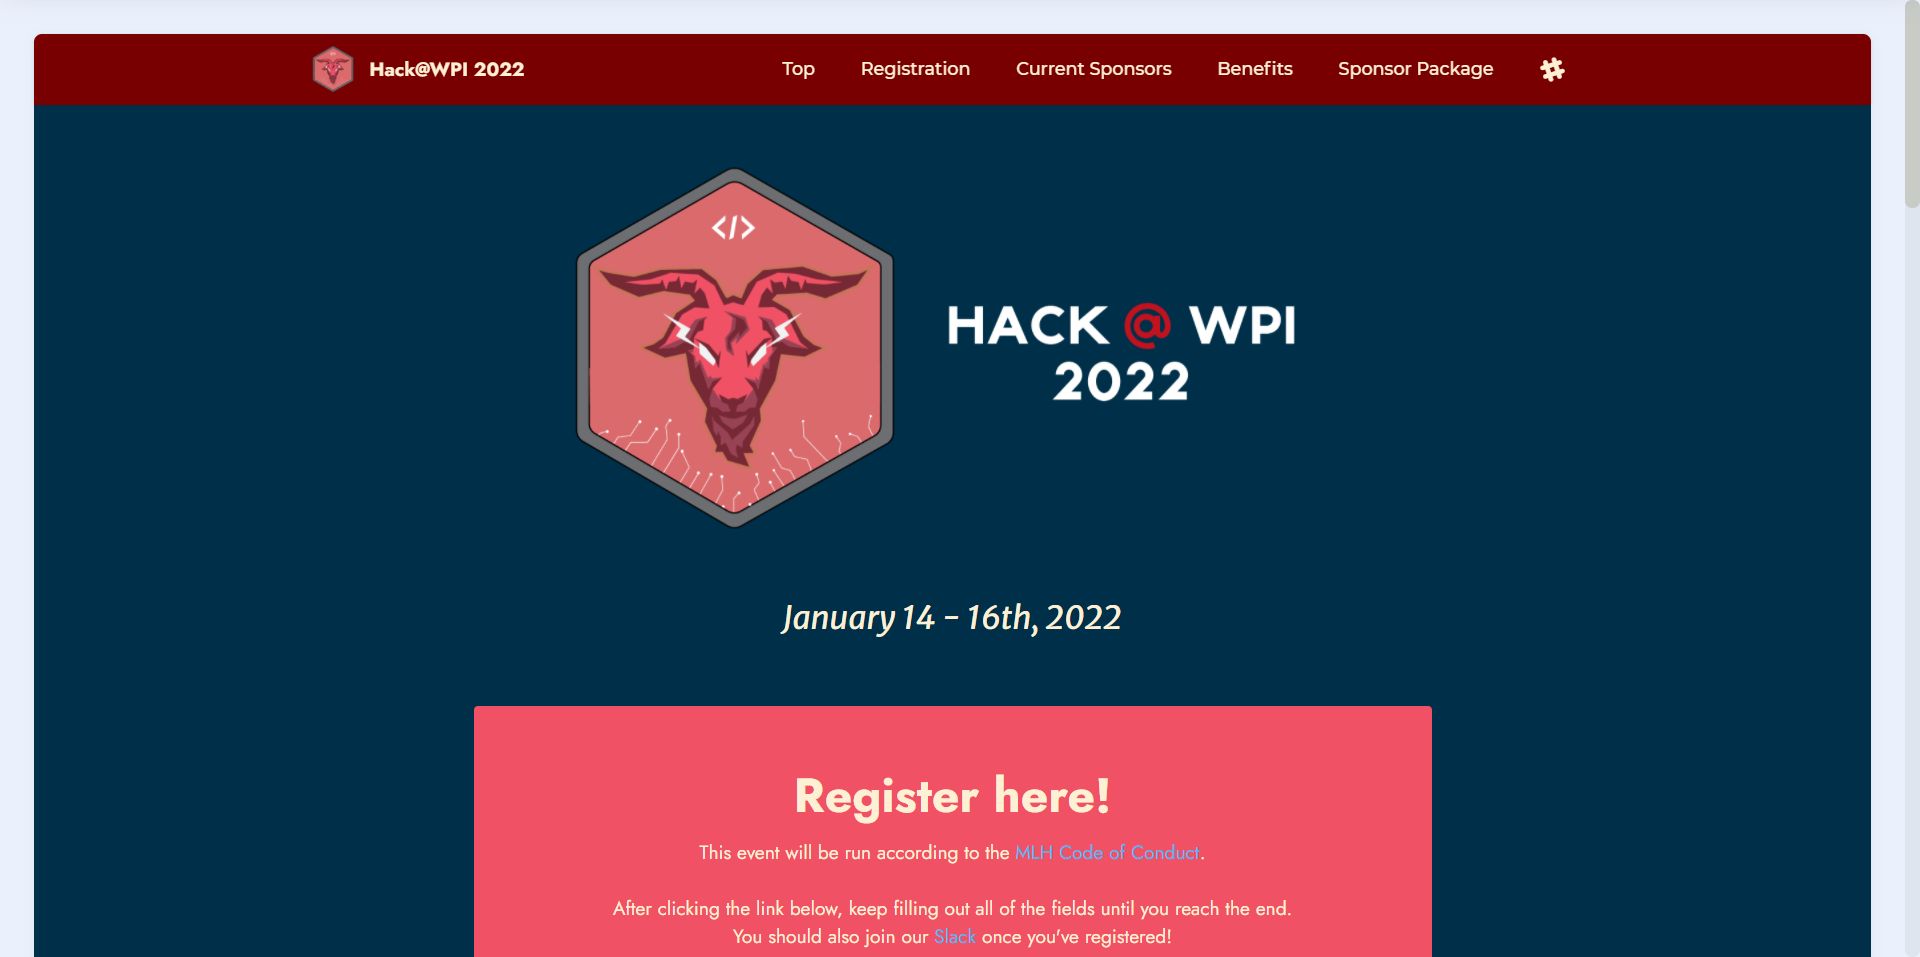 Hack@WPI 2022
Top
Registration
Current Sponsors
Benefits
Sponsor Package
</>
HACK @ WPI
2022
January 14 - 16th, 2022
Register here!
This event will be run according to the MLH Code of Conduct.
After clicking the link below, keep filling out all of the fields until you reach the end.
You should also join our Slack once you've registered!